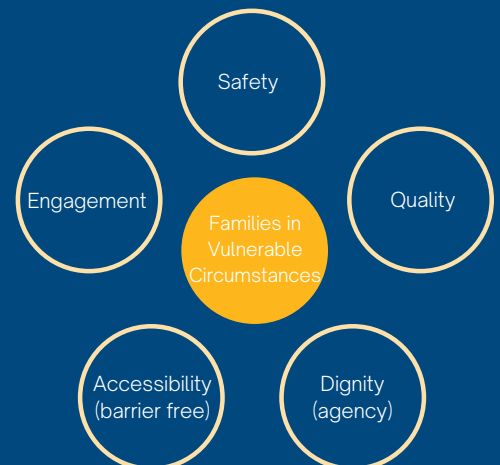 Safety
Engagement
Quality
Families in
Vulnerable
Circumstances
Accessibility
(barrier free)
Dignity
(agency)